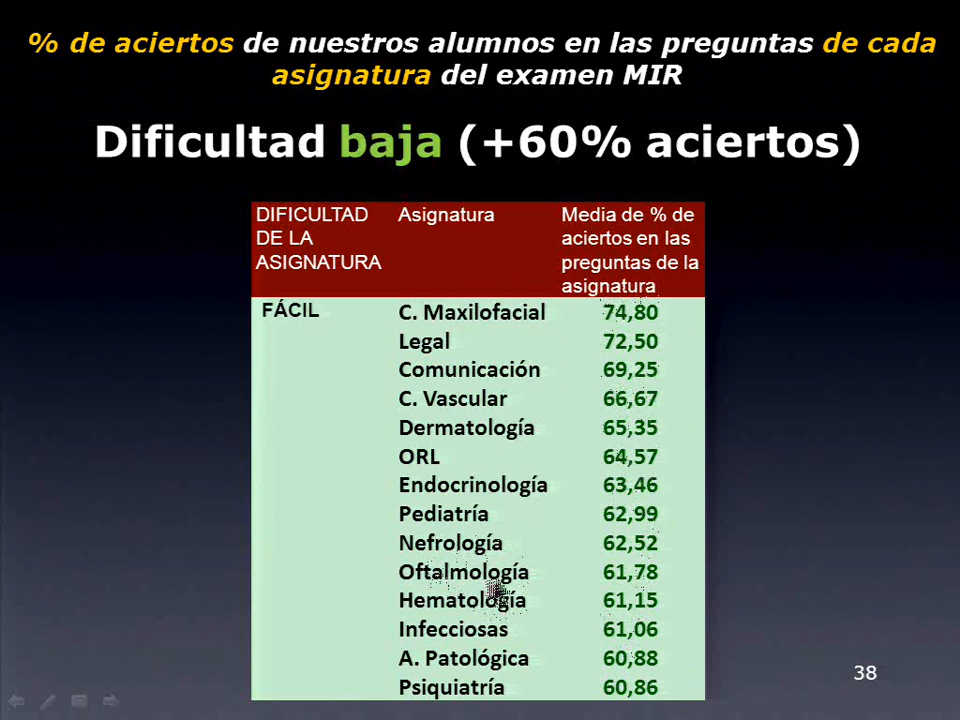 % de aciertos de nuestros alumnos en las preguntas de cada
asignatura del examen MIR
Dificultad baja (+60% aciertos)
DIFICULTAD DE LA ASIGNATURA Asignatura Media de % de aciertos en las preguntas de la asignatura
FÁCIL C. Maxilofacial 74,80
Legal 72,50
Comunicación 69,25
C. Vascular 66,67
Dermatología 65,35
ORL 64,57
Endocrinología 63,46
Pediatría 62,99
Nefrología 62,52
Oftalmología 61,78
Hematología 61,15
Infecciosas 61,06
A. Patológica 60,88
Psiquiatría 60,86
38